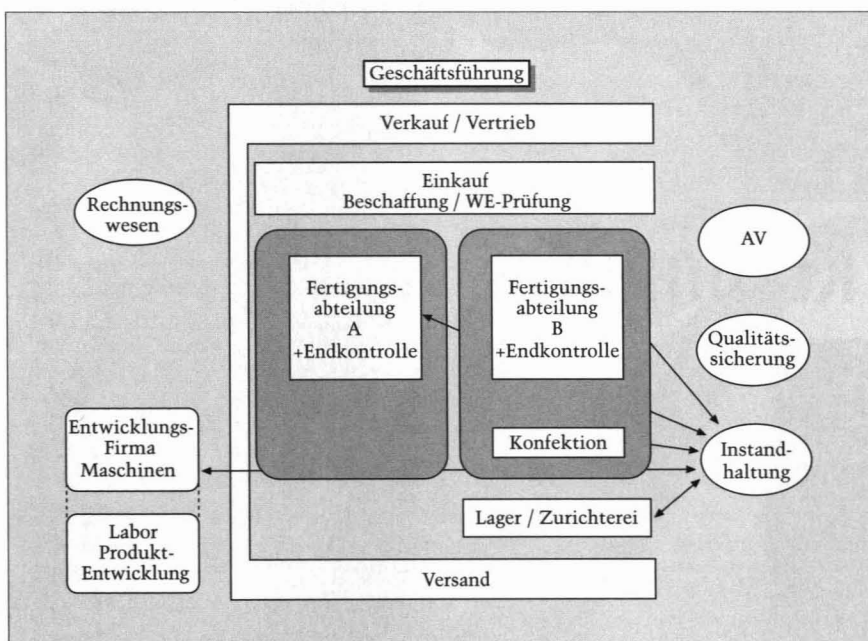 Geschäftsführung
Verkauf / Vertrieb
Einkauf
Beschaffung / WE-Prüfung
Rechnungs-
wesen
AV
Fertigungs-
abteilung
A
+Endkontrolle
Fertigungs-
abteilung
B
+Endkontrolle
Qualitäts-
sicherung
Entwicklungs-
Firma
Maschinen
Konfektion
Instand-
haltung
Lager / Zurichterei
Labor
Produkt-
Entwicklung
Versand